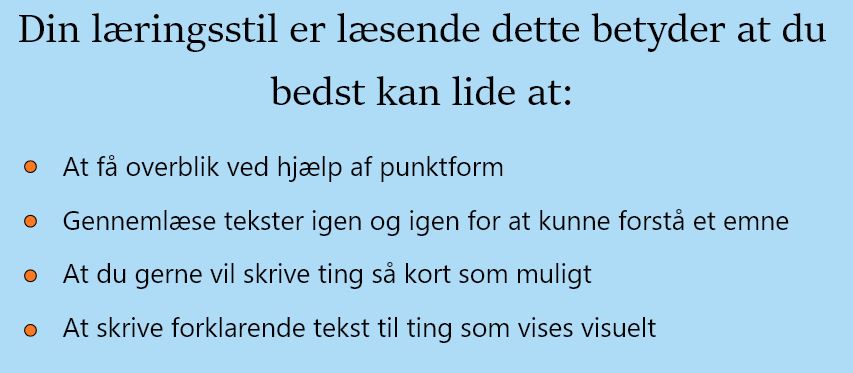 Din læringsstil er læsende dette betyder at du
bedst kan lide at:
At få overblik ved hjælp af punktform
Gennemlæse tekster igen og igen for at kunne forstå et emne
At du gerne vil skrive ting så kort som muligt
At skrive forklarende tekst til ting som vises visuelt